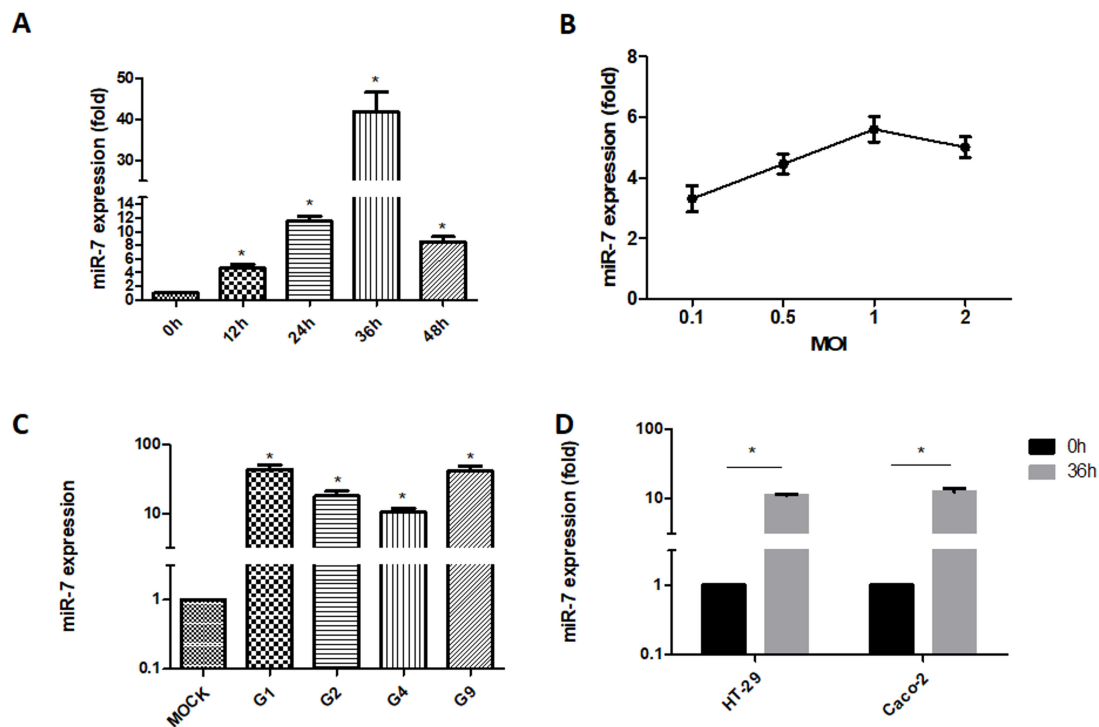 A
miR-7 expression (fold)
50
40
30
14
12
10
8
6
4
2
0
*
*
*
*
0h
12h
24h
36h
48h
B
miR-7 expression (fold)
8
6
4
2
0
0.1
0.5
1
2
MOI
C
miR-7 expression
100
10
1
0.1
*
*
*
*
MOCK
G1
G2
G4
G9
D
miR-7 expression (fold)
100
10
1
0.1
*
*
HT-29
Caco-2
0h
36h